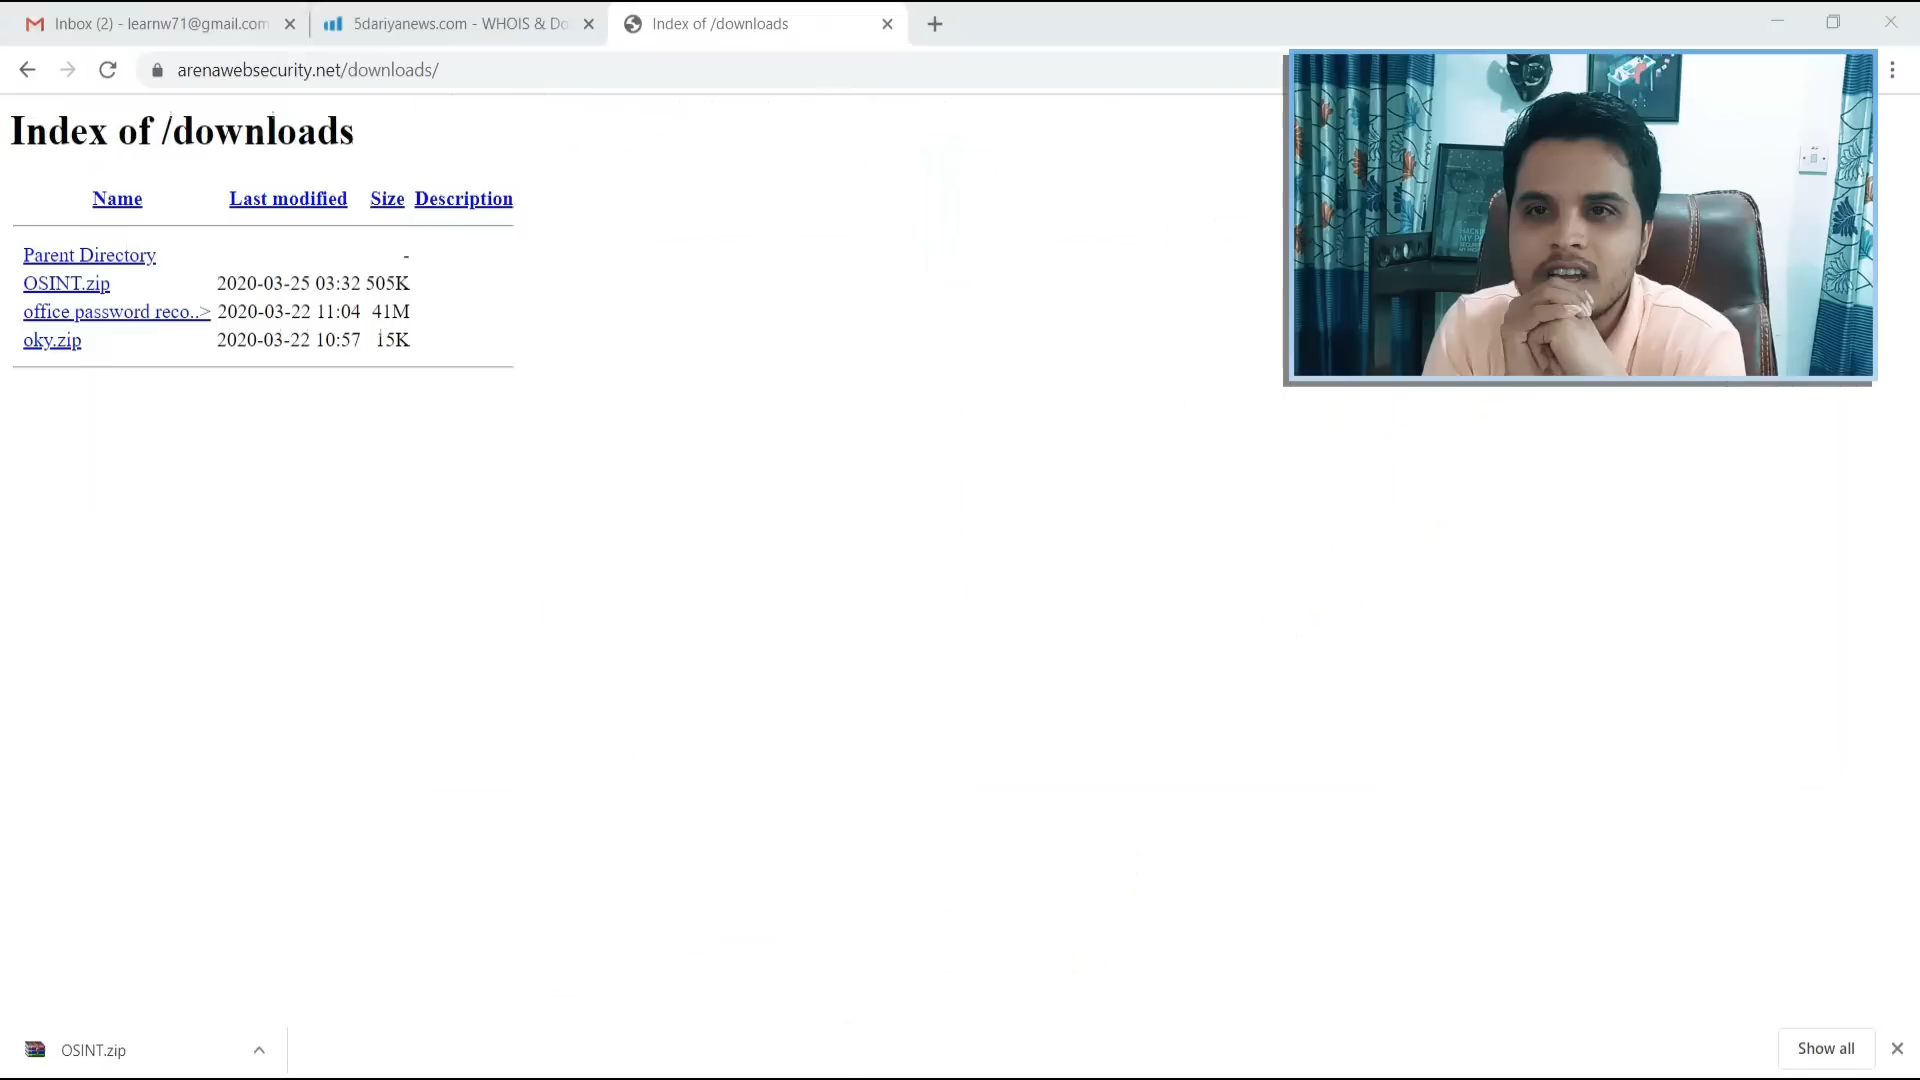 Inbox (2) - learnw71@gmail.com
5dariyanews.com - WHOIS & Do
Index of /downloads
arenawebsecurity.net/downloads/
Index of /downloads
Name Last modified Size Description
Parent Directory -
OSINT.zip 2020-03-25 03:32 505K
office password reco..> 2020-03-22 11:04 41M
oky.zip 2020-03-22 10:57 15K
OSINT.zip
Show all